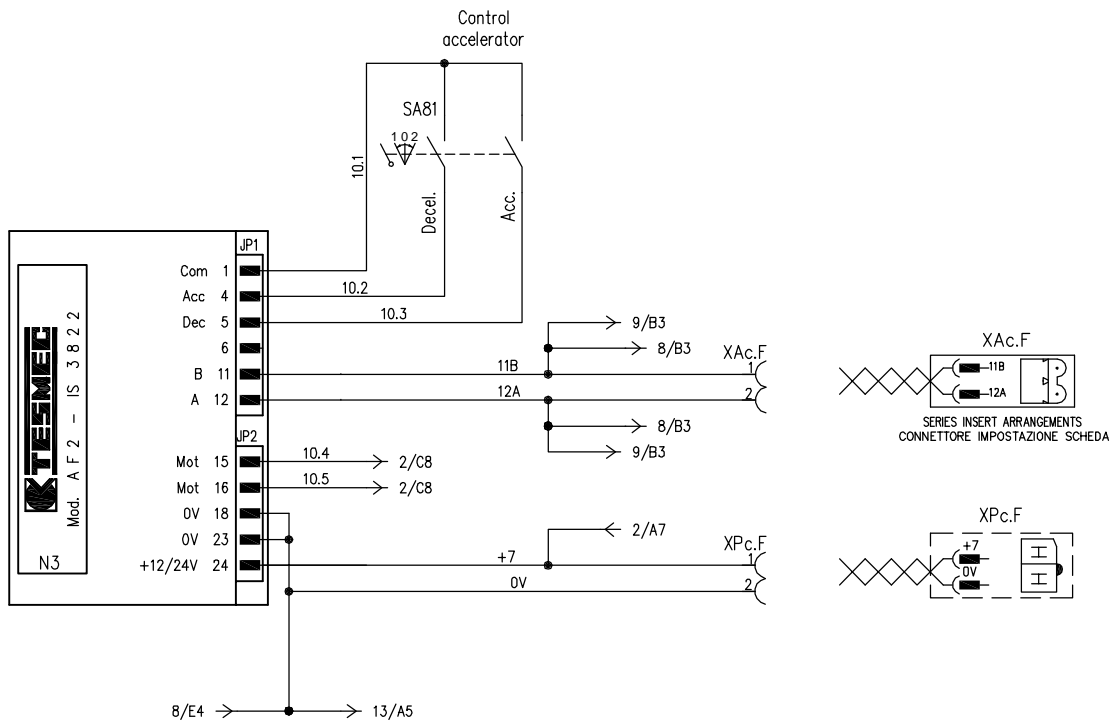 Control
accelerator
SA81
1 0 2
10.1
Decel.
Acc.
JP1
Com 1
Acc 4
10.2
Dec 5
10.3
6
B 11
11B
A 12
12A
9/B3
8/B3
8/B3
9/B3
XAc.F
1
2
JP2
Mot 15
10.4
2/C8
Mot 16
10.5
2/C8
0V 18
0V 23
+12/24V 24
+7
2/A7
0V
XPc.F
1
2
TESMEC
Mod. AF2 - IS 3822
N3
8/E4
13/A5
XAc.F
11B
12A
SERIES INSERT ARRANGEMENTS
CONNETTORE IMPOSTAZIONE SCHEDA
XPc.F
+7
0V